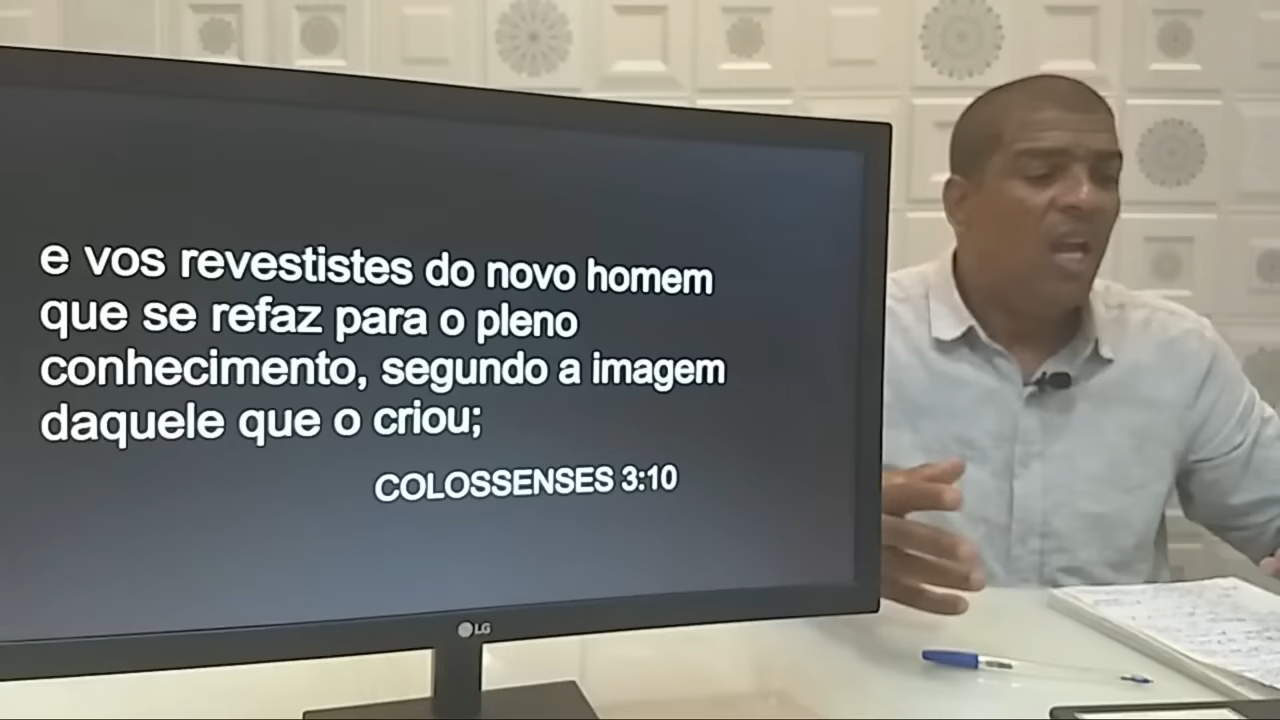 e vos revestistes do novo homem
que se refaz para o pleno
conhecimento, segundo a imagem
daquele que o criou;
COLOSSENSES 3:10
LG